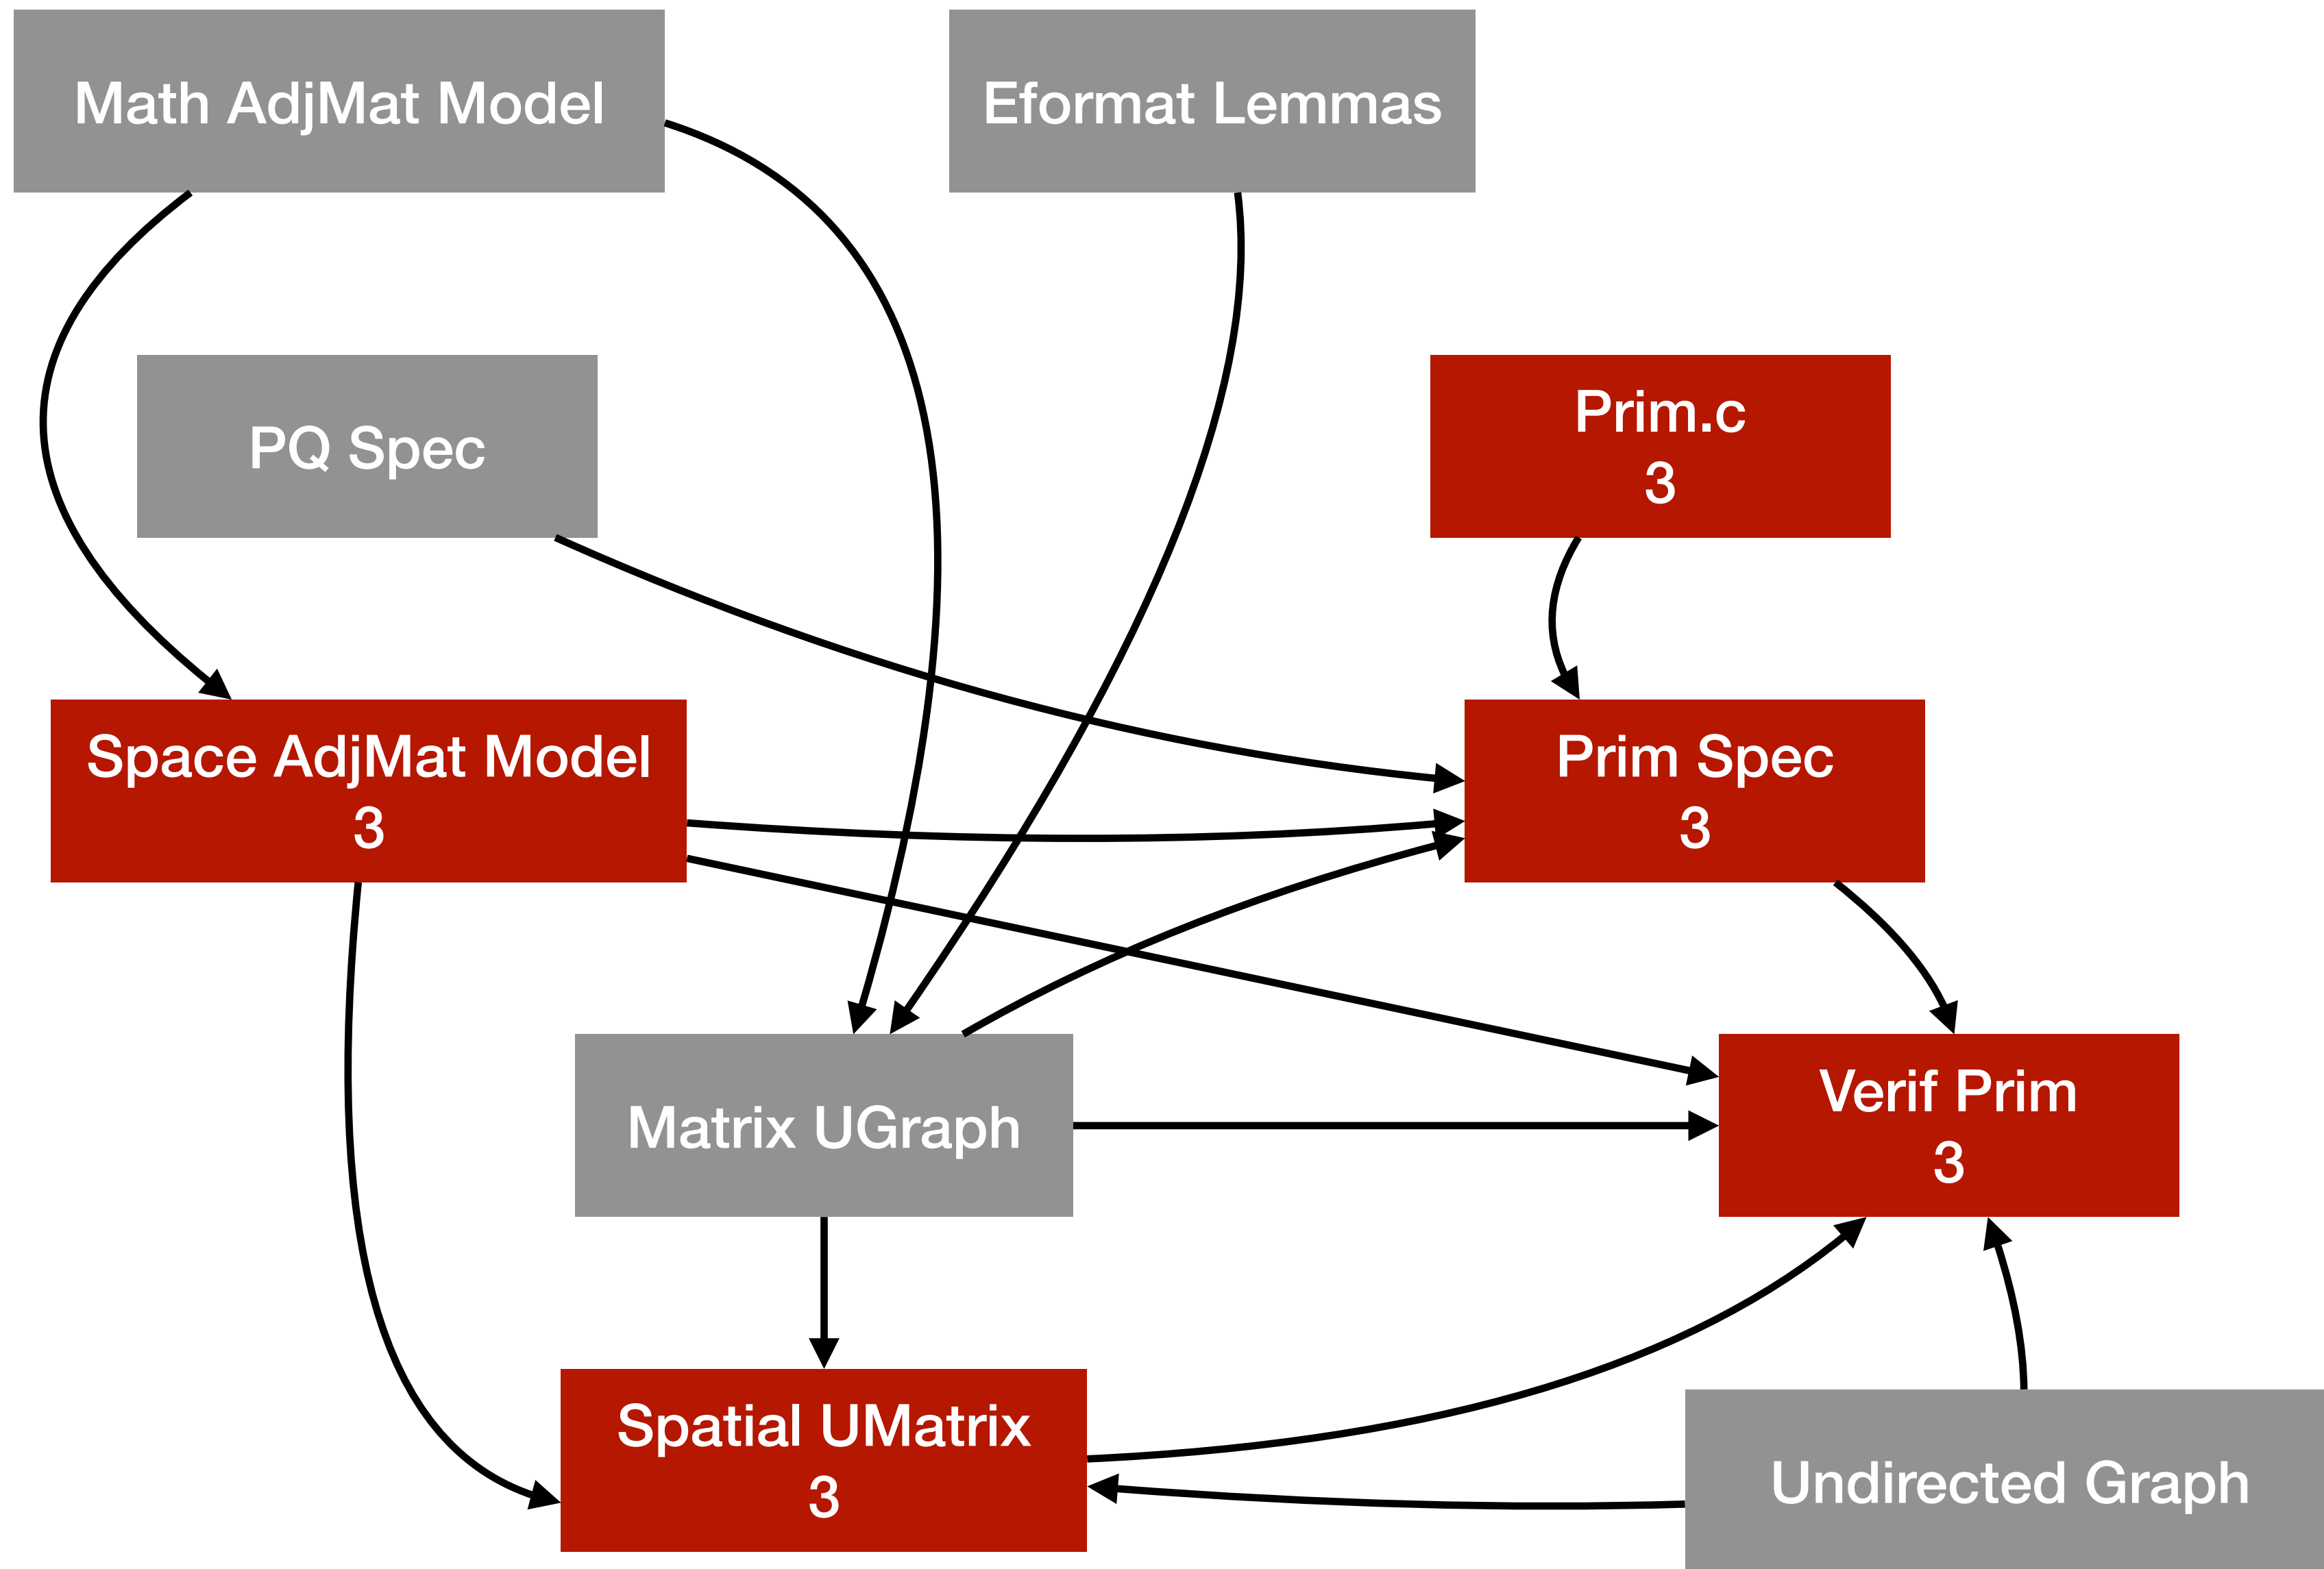 Math AdjMat Model
Eformat Lemmas
PQ Spec
Prim.c
3
Space AdjMat Model
3
Prim Spec
3
Matrix UGraph
Verif Prim
3
Spatial UMatrix
3
Undirected Graph